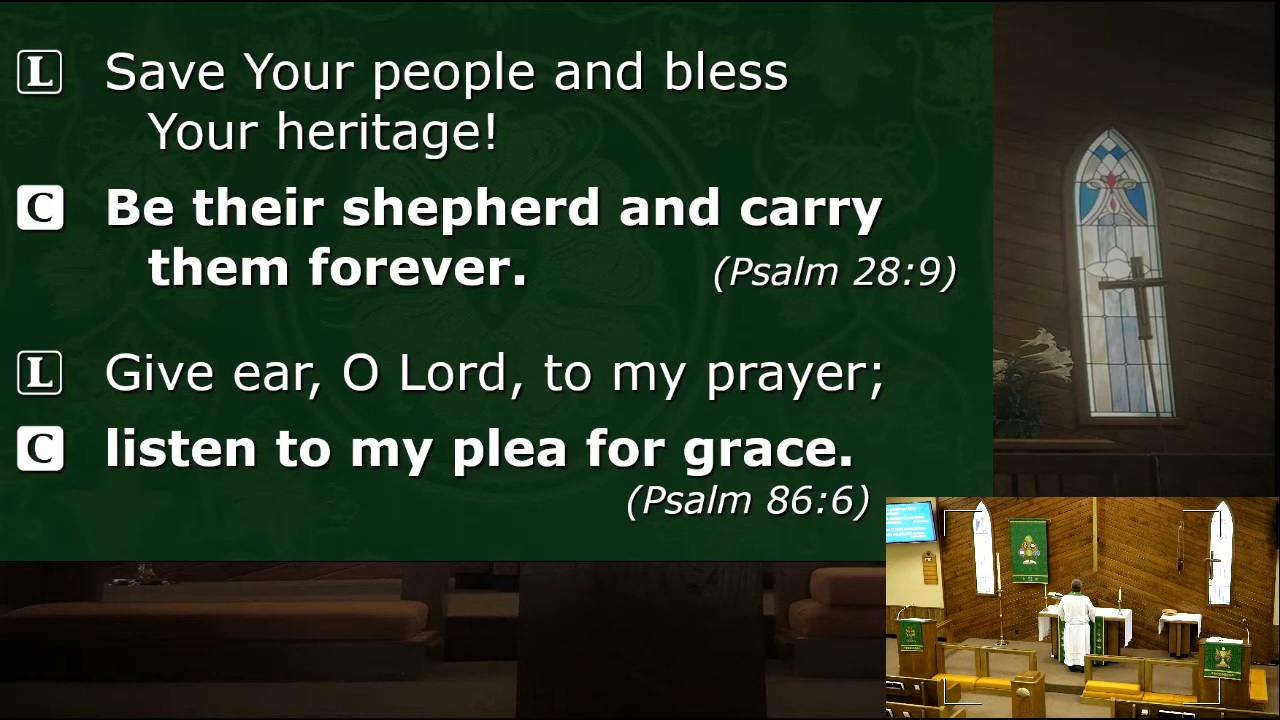 L Save Your people and bless
Your heritage!
C Be their shepherd and carry
them forever. (Psalm 28:9)
L Give ear, O Lord, to my prayer;
C listen to my plea for grace.
(Psalm 86:6)